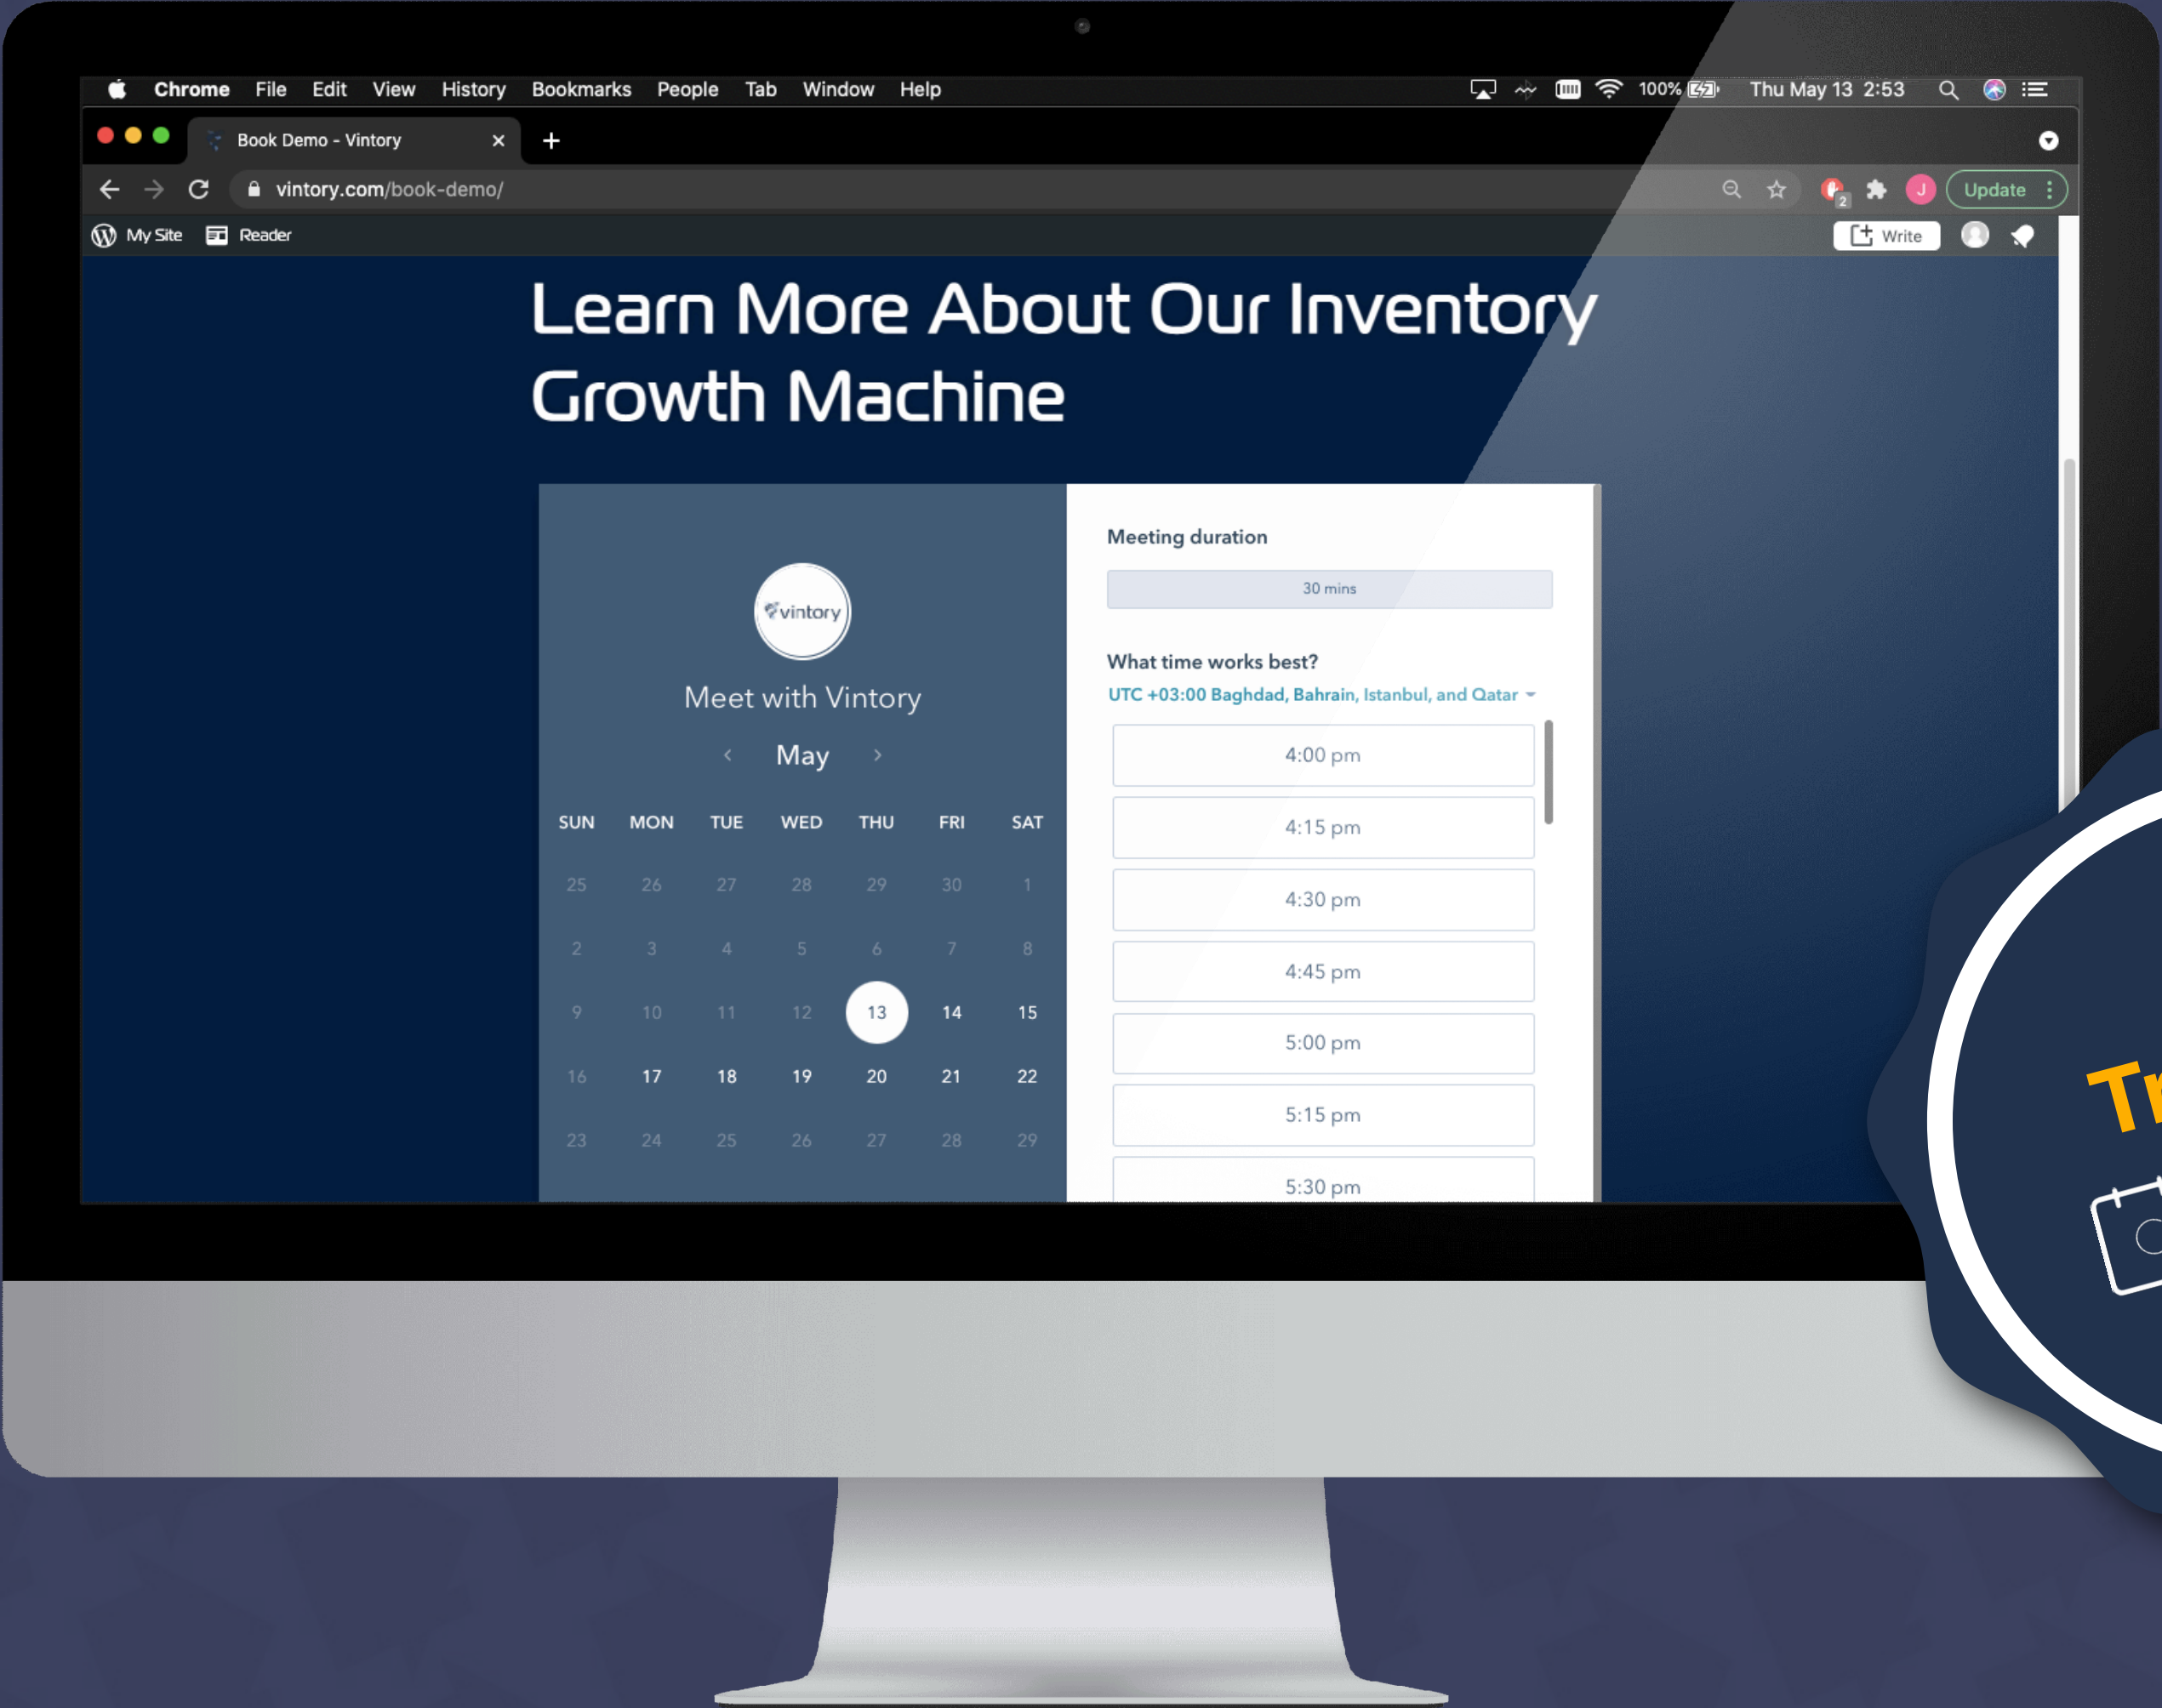 Chrome File Edit View History Bookmarks People Tab Window Help 100% Thu May 13 2:53
Book Demo - Vintory
vintory.com/book-demo/
2 J Update
My Site Reader Write
Learn More About Our Inventory
Growth Machine
vintory
Meet with Vintory
May
SUN MON TUE WED THU FRI SAT
25 26 27 28 29 30 1
2 3 4 5 6 7 8
9 10 11 12 13 14 15
16 17 18 19 20 21 22
23 24 25 26 27 28 29
Meeting duration
30 mins
What time works best?
UTC +03:00 Baghdad, Bahrain, Istanbul, and Qatar
4:00 pm
4:15 pm
4:30 pm
4:45 pm
5:00 pm
5:15 pm
5:30 pm